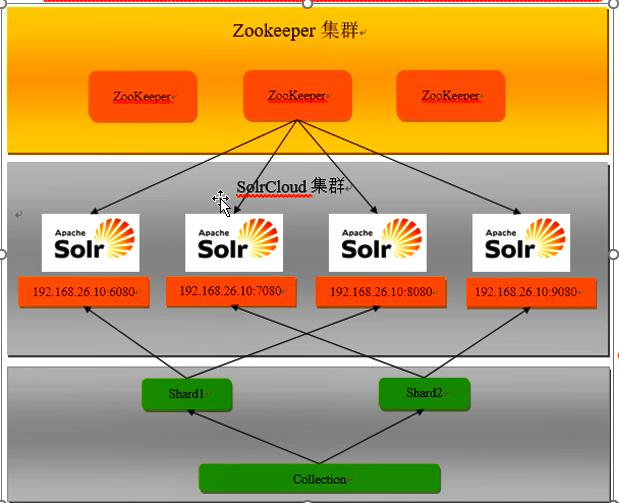 Zookeeper 集群
ZooKeeper
ZooKeeper
ZooKeeper
SolrCloud 集群
Apache
Solr
Apache
Solr
Apache
Solr
Apache
Solr
192.168.26.10:6080
192.168.26.10:7080
192.168.26.10:8080
192.168.26.10:9080
Shard1
Shard2
Collection